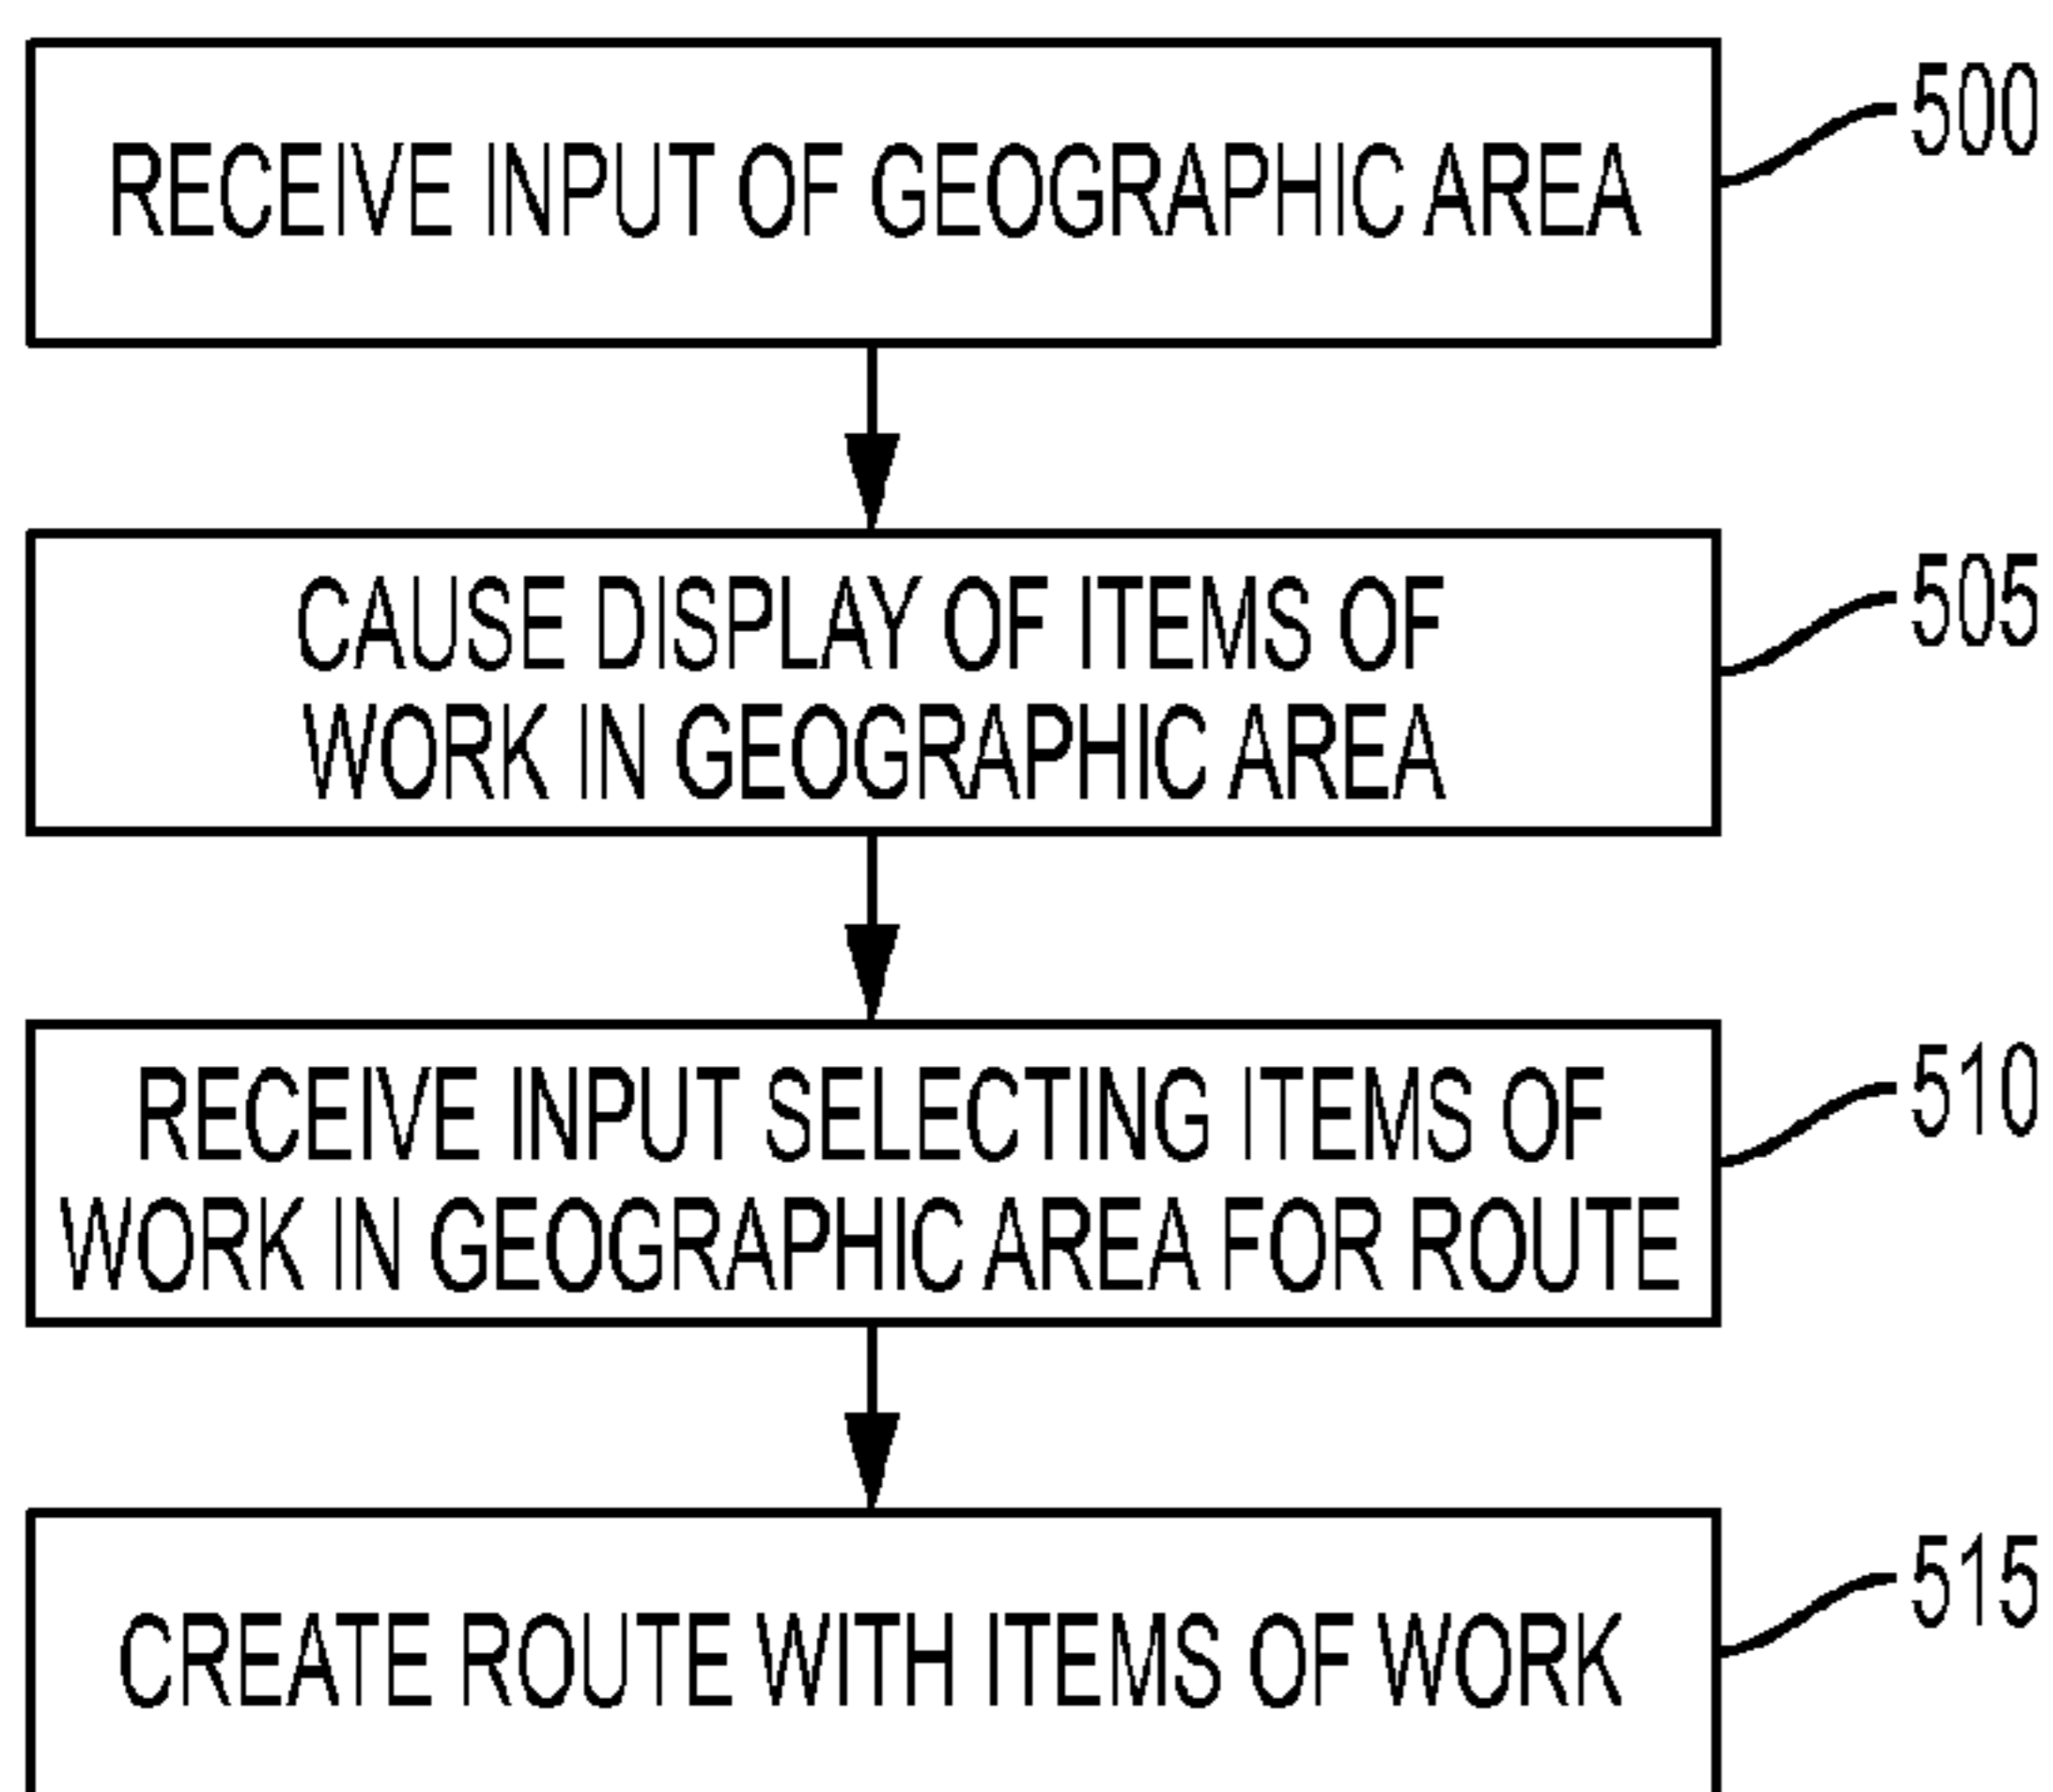 RECEIVE INPUT OF GEOGRAPHIC AREA
500
CAUSE DISPLAY OF ITEMS OF
WORK IN GEOGRAPHIC AREA
505
RECEIVE INPUT SELECTING ITEMS OF
WORK IN GEOGRAPHIC AREA FOR ROUTE
510
CREATE ROUTE WITH ITEMS OF WORK
515